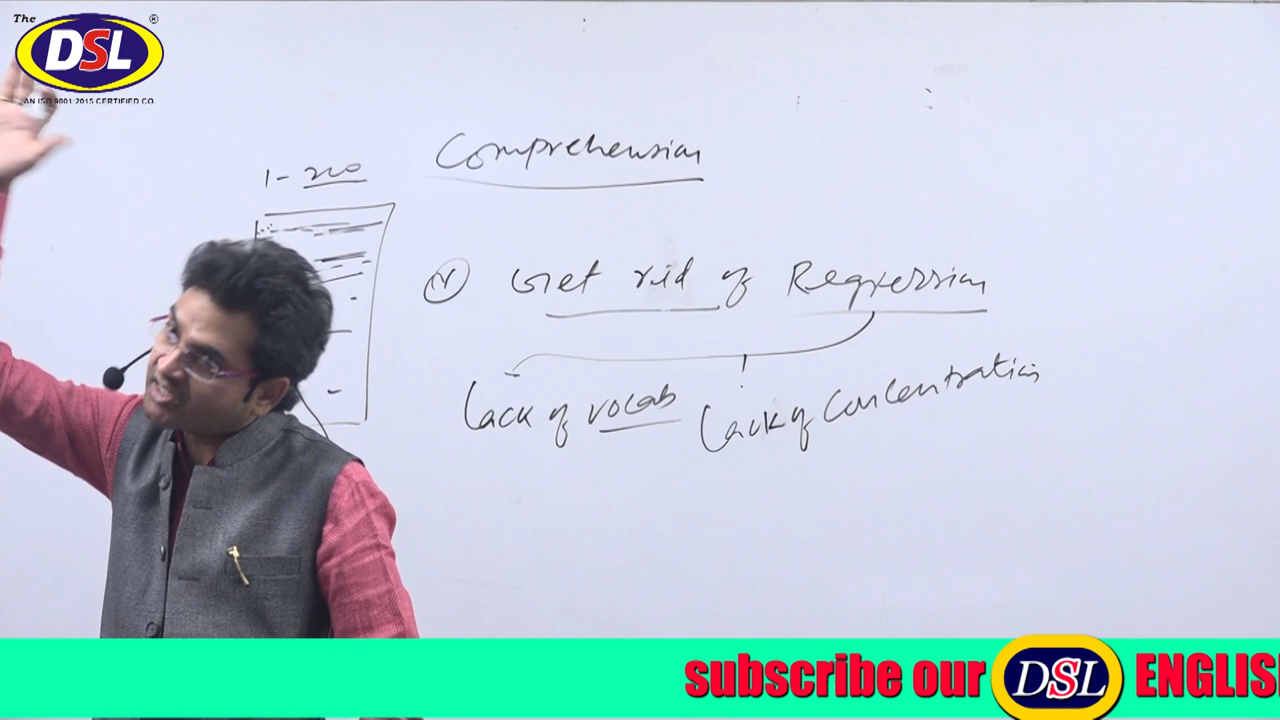 The
®
DSL
AN ISO 9001:2015 CERTIFIED CO.
Comprehension
1 - 200
(V) Get rid of Regression
Lack of vocab
Lack of Concentration
subscribe our DSL ENGLIS